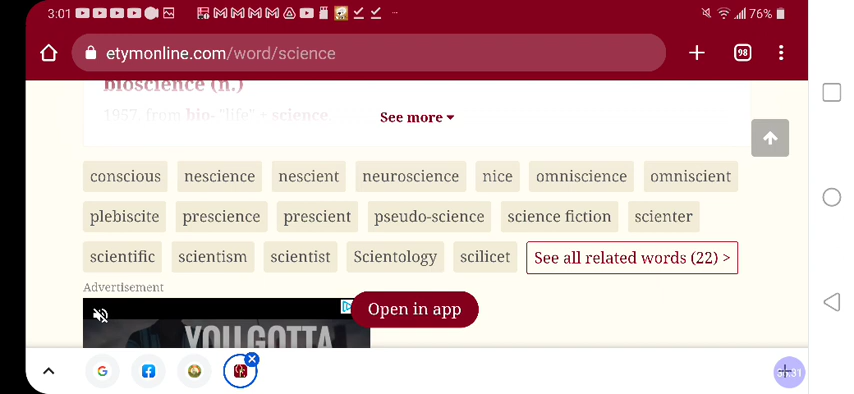 3:01 76%
etymonline.com/word/science 98
bioscience (n.)
1957, from bio- "life" + science.
See more
conscious nescience nescient neuroscience nice omniscience omniscient
plebiscite prescience prescient pseudo-science science fiction scienter
scientific scientism scientist Scientology scilicet See all related words (22) >
Advertisement
Open in app
YOU GOTTA